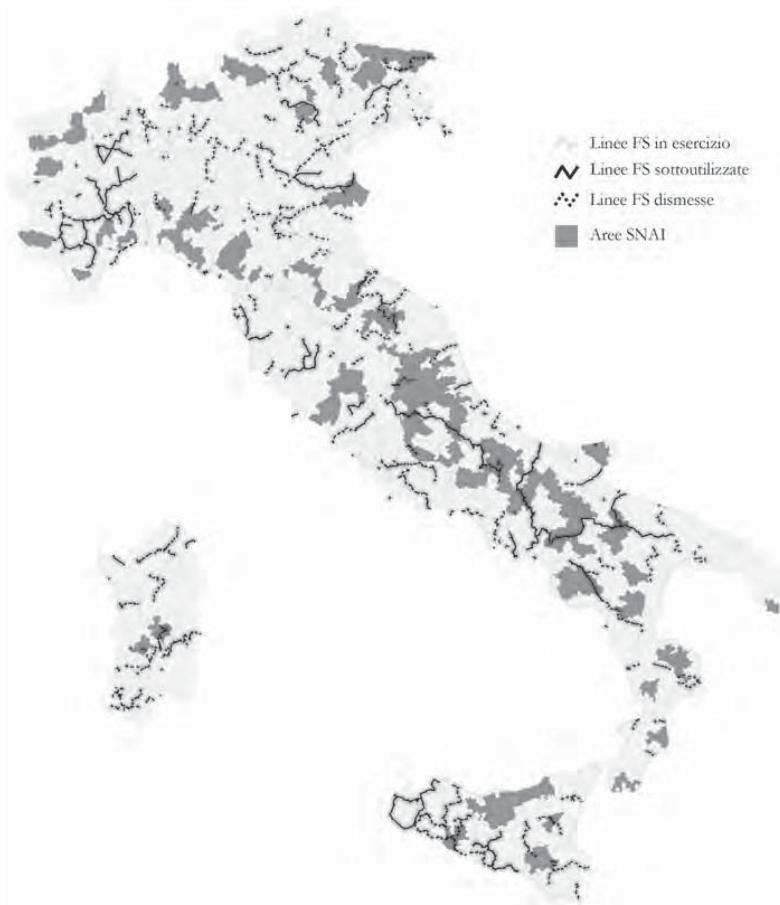 Linee FS in esercizio
Linee FS sottoutilizzate
Linee FS dismesse
Aree SNAI